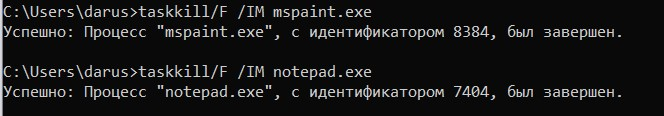 C:\Users\darus>taskkill/F /IM mspaint.exe
Успешно: Процесс "mspaint.exe", с идентификатором 8384, был завершен.
C:\Users\darus>taskkill/F /IM notepad.exe
Успешно: Процесс "notepad.exe", с идентификатором 7404, был завершен.